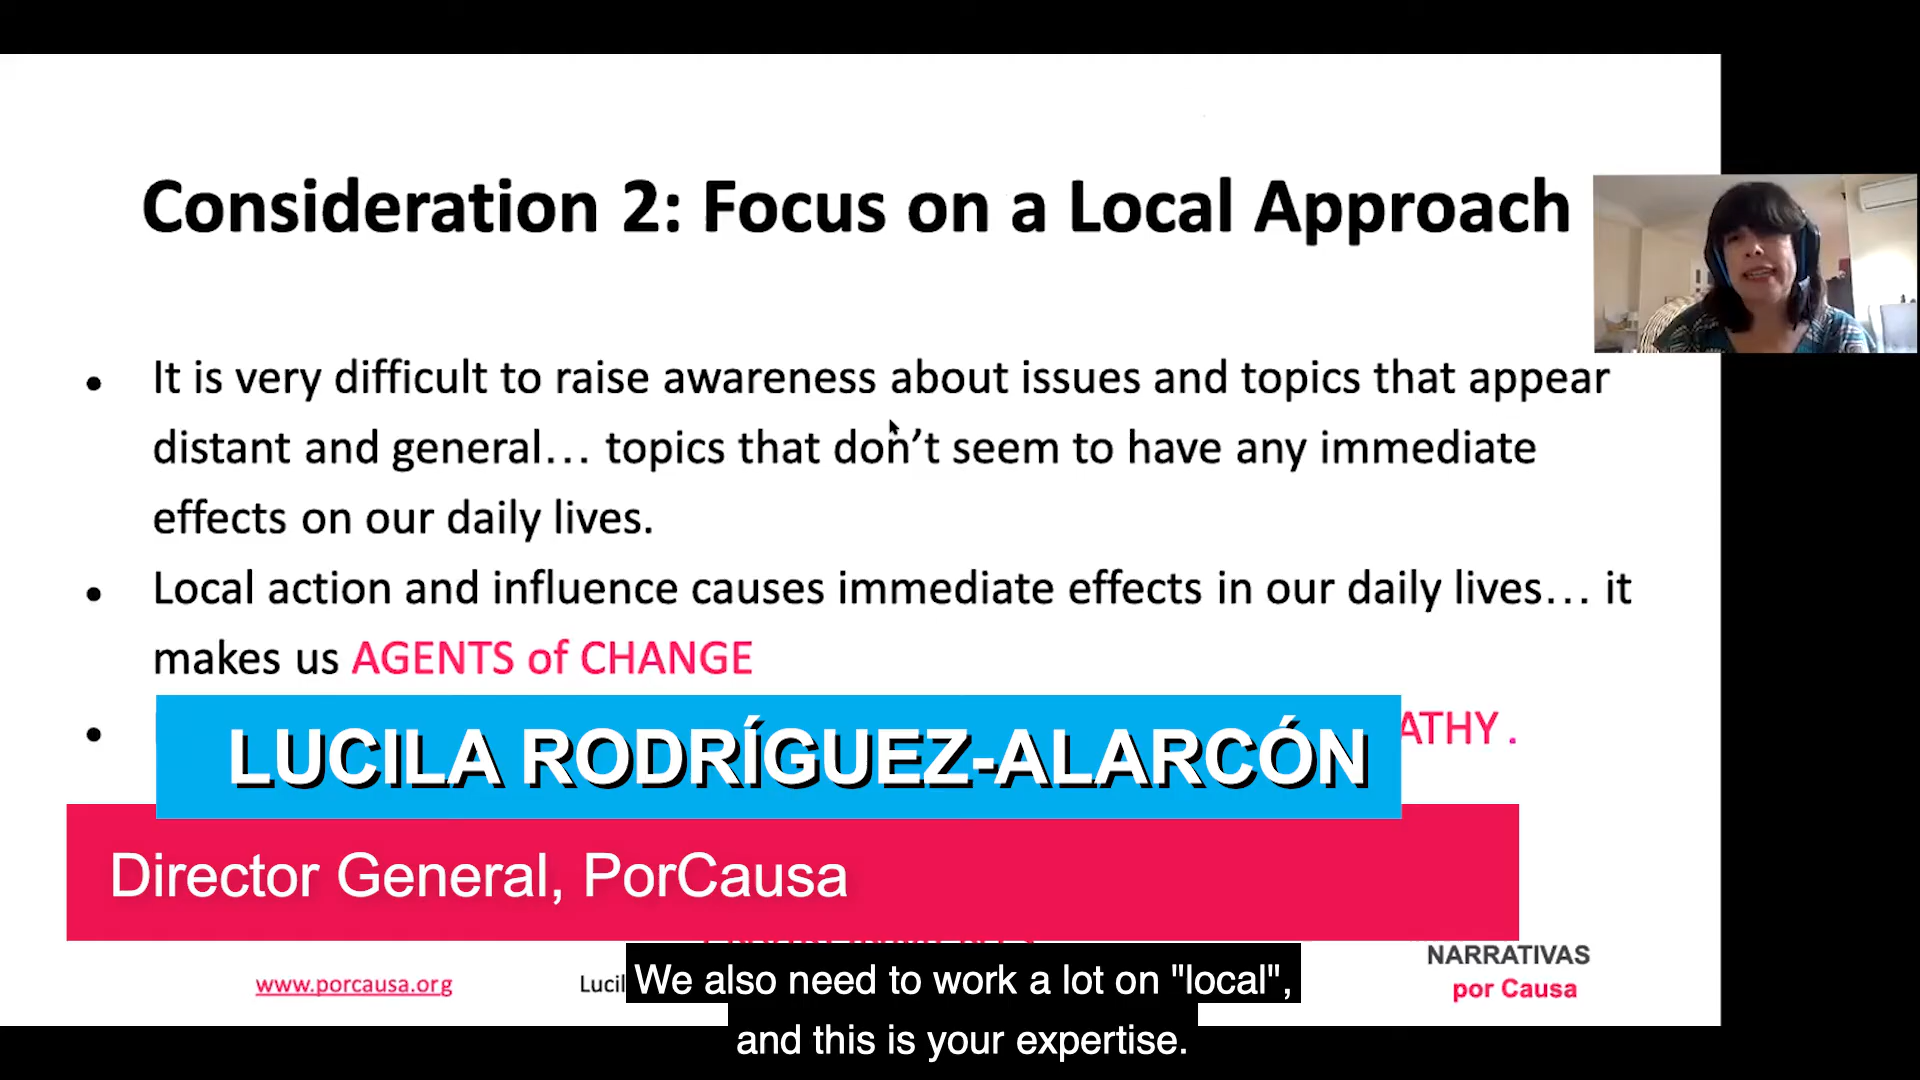 Consideration 2: Focus on a Local Approach
• It is very difficult to raise awareness about issues and topics that appear
distant and general… topics that don’t seem to have any immediate
effects on our daily lives.
• Local action and influence causes immediate effects in our daily lives… it
makes us AGENTS of CHANGE
•
LUCILA RODRÍGUEZ-ALARCÓN
Director General, PorCausa
www.porcausa.org
NARRATIVAS
por Causa
We also need to work a lot on "local",
and this is your expertise.